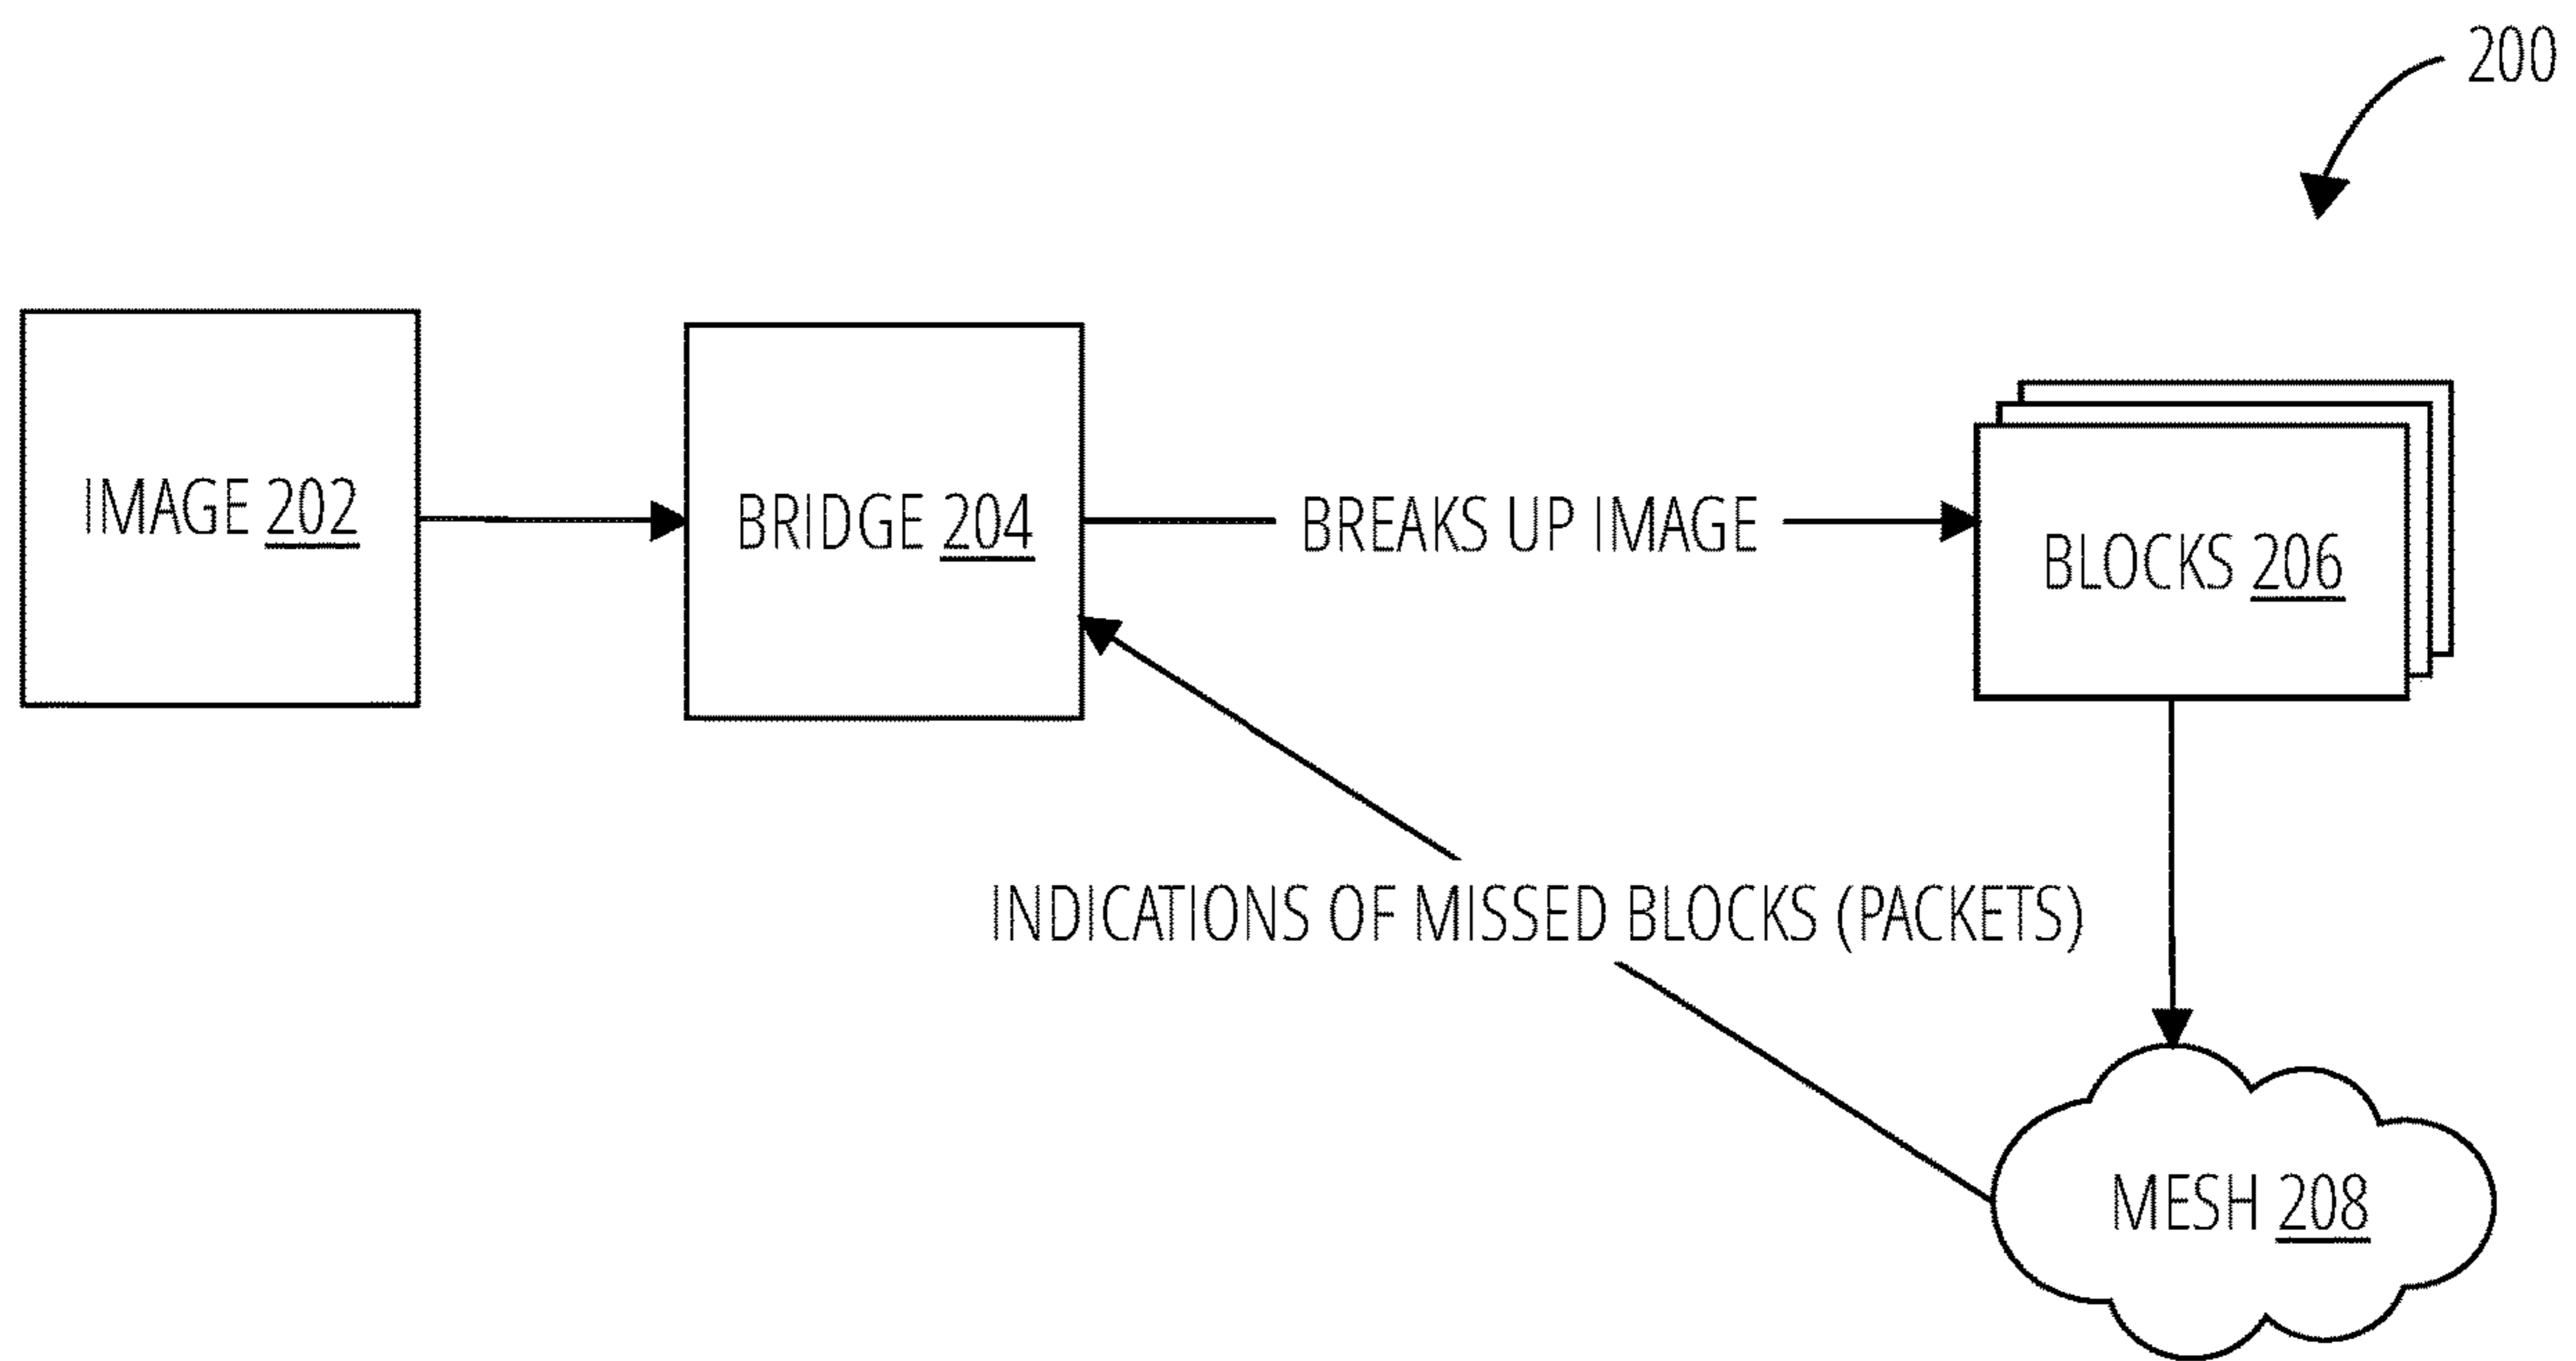 200
IMAGE 202
BRIDGE 204
BREAKS UP IMAGE
BLOCKS 206
INDICATIONS OF MISSED BLOCKS (PACKETS)
MESH 208